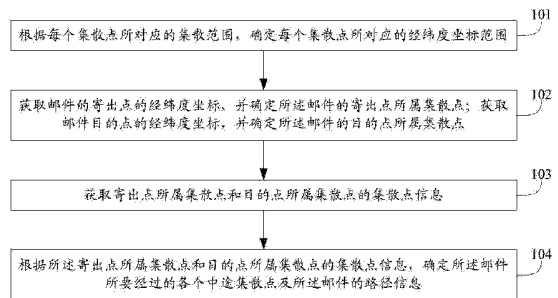 101
根据每个集散点所对应的集散范围，确定每个集散点所对应的经纬度坐标范围
102
获取邮件的寄出点的经纬度坐标，并确定所述邮件的寄出点所属集散点；获取
邮件目的点的经纬度坐标，并确定所述邮件的目的点所属集散点
103
获取寄出点所属集散点和目的点所属集散点的集散点信息
104
根据所述寄出点所属集散点和目的点所属集散点的集散点信息，确定所述邮件
所要经过的各个中途集散点及所述邮件的路径信息